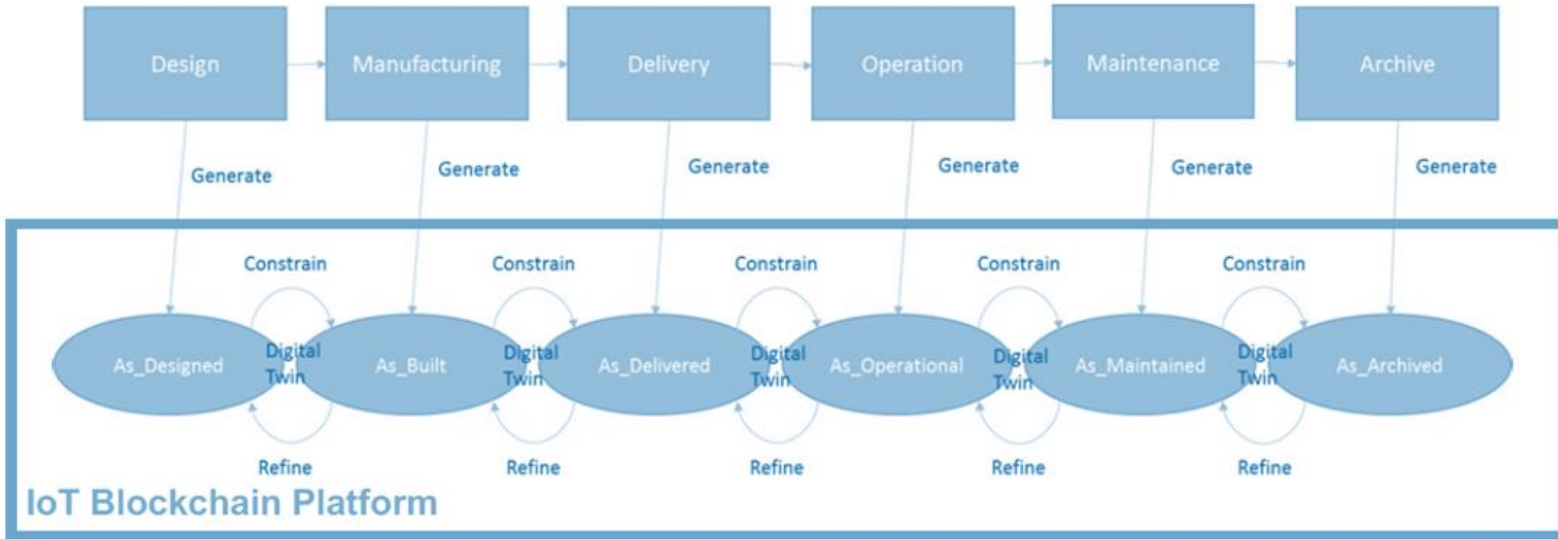 Design
Manufacturing
Delivery
Operation
Maintenance
Archive
Generate
Generate
Generate
Generate
Generate
Generate
Constrain
Constrain
Constrain
Constrain
Constrain
As_Designed
Digital
Twin
As_Built
Digital
Twin
As_Delivered
Digital
Twin
As_Operational
Digital
Twin
As_Maintained
Digital
Twin
As_Archived
Refine
Refine
Refine
Refine
Refine
IoT Blockchain Platform